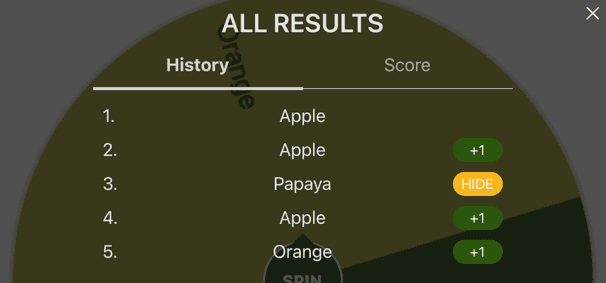 ALL RESULTS
Orange
History Score
1. Apple
2. Apple +1
3. Papaya HIDE
4. Apple +1
5. Orange +1
SPIN